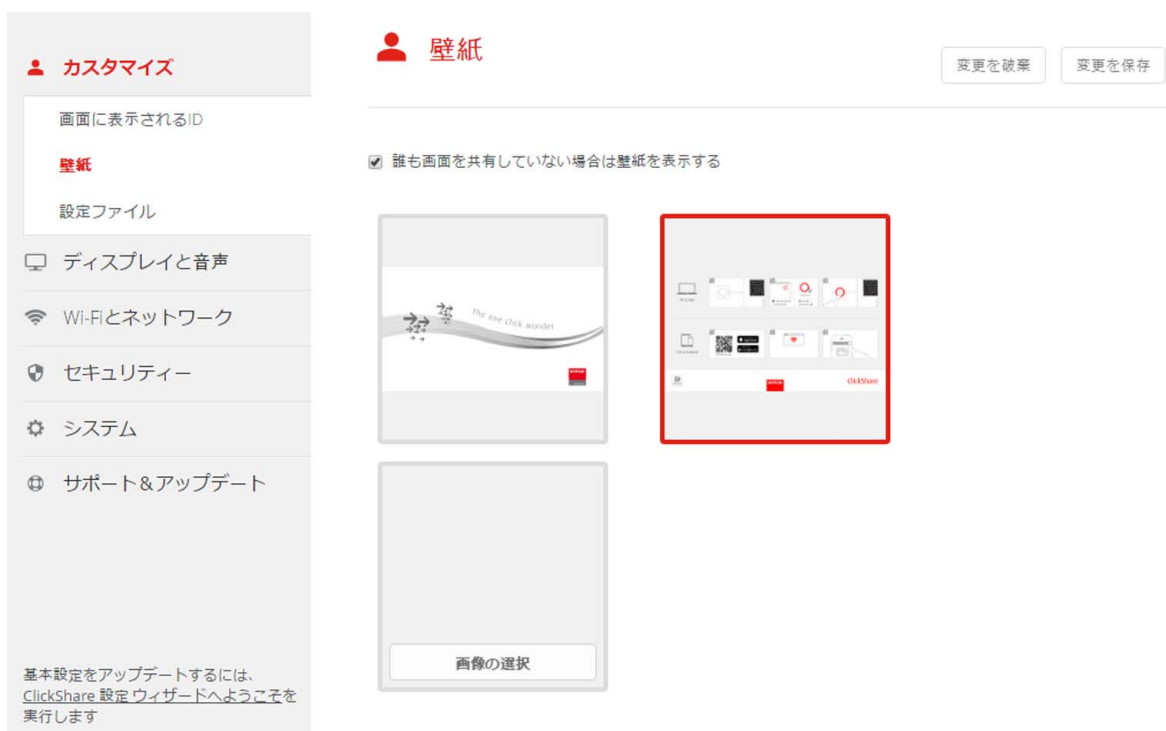 カスタマイズ
画面に表示されるID
壁紙
設定ファイル
ディスプレイと音声
Wi-Fiとネットワーク
セキュリティー
システム
サポート＆アップデート
基本設定をアップデートするには、
ClickShare 設定 ウィザードへようこそを
実行します
壁紙
変更を破棄
変更を保存
誰も画面を共有していない場合は壁紙を表示する
The one click wonder
ClickShare
画像の選択